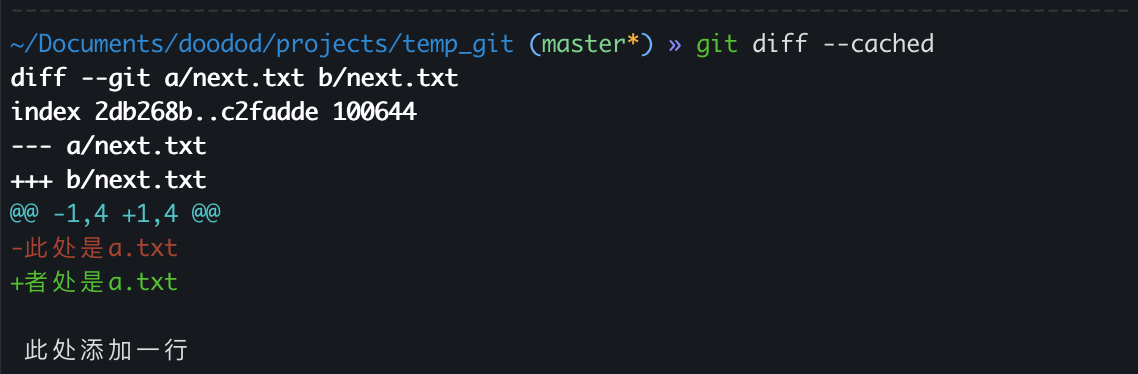 ~/Documents/doodod/projects/temp_git (master*) » git diff --cached
diff --git a/next.txt b/next.txt
index 2db268b..c2fadde 100644
--- a/next.txt
+++ b/next.txt
@@ -1,4 +1,4 @@
-此处是a.txt
+者处是a.txt
此处添加一行